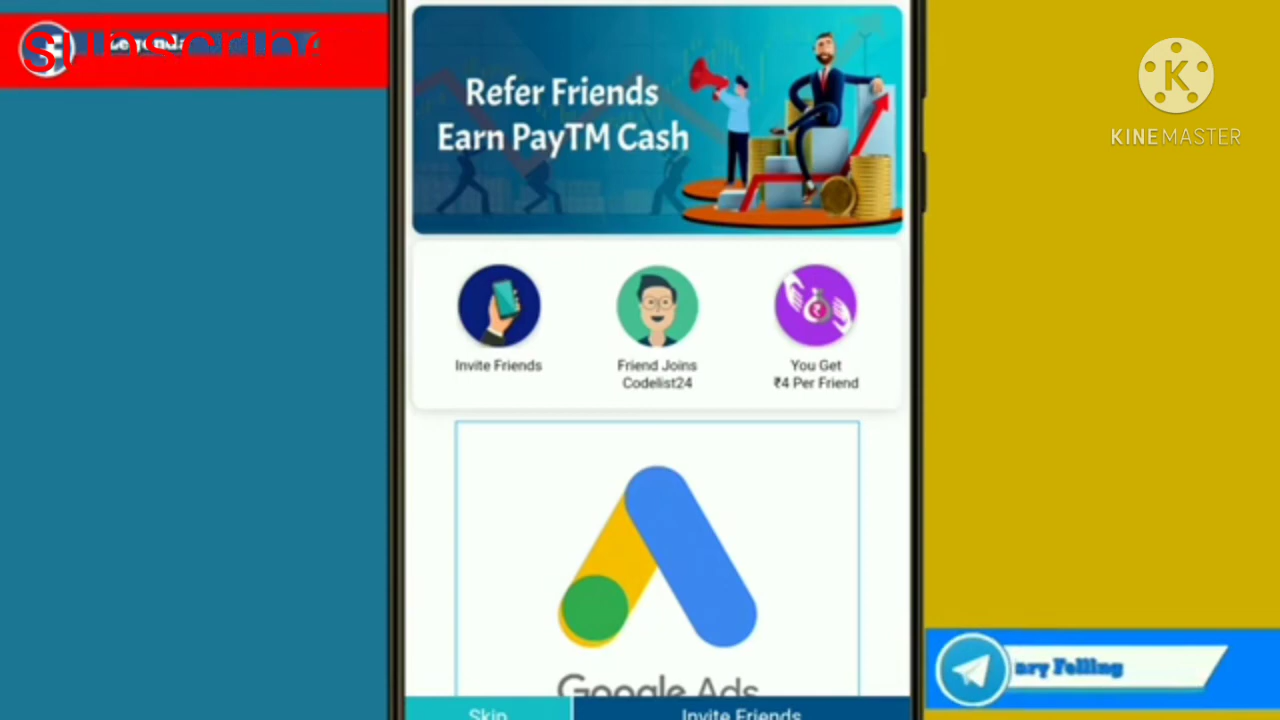 Subscribe
Refer Friends
Earn PayTM Cash
KINEMASTER
Invite Friends
Friend Joins
Codelist24
You Get
₹4 Per Friend
Google Ads
Skip
Invite Friends